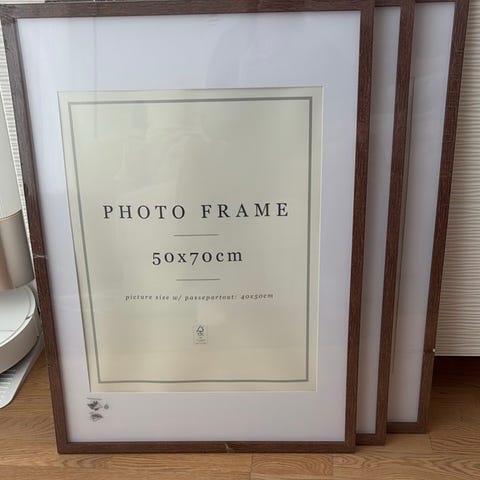 PHOTO FRAME
50x70cm
picture size w/ passepartout: 40x50cm